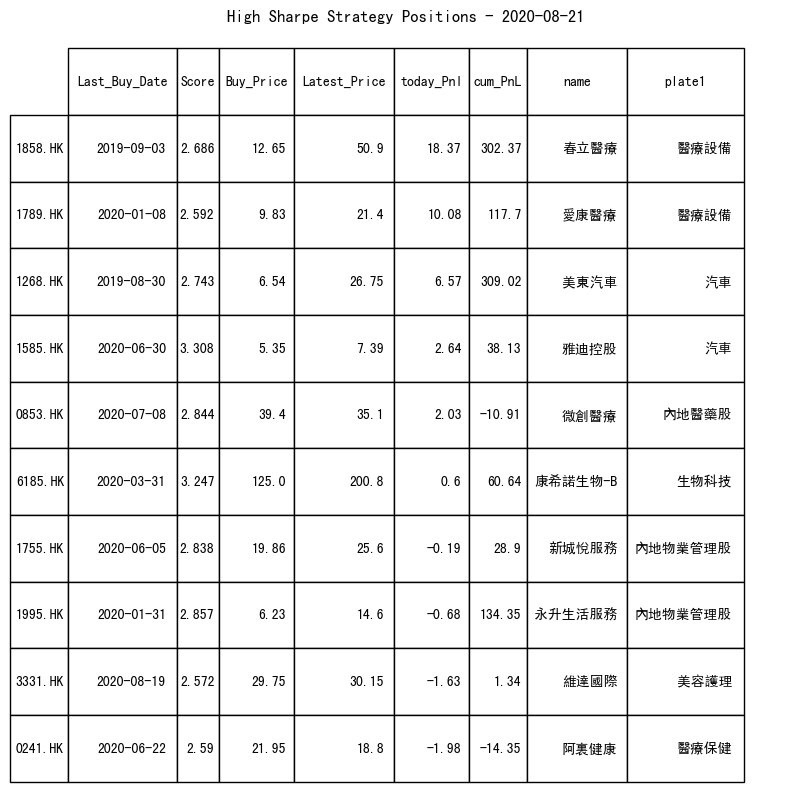 High Sharpe Strategy Positions - 2020-08-21
Last_Buy_Date Score Buy_Price Latest_Price today_Pnl cum_PnL name plate1
1858.HK 2019-09-03 2.686 12.65 50.9 18.37 302.37 春立醫療 醫療設備
1789.HK 2020-01-08 2.592 9.83 21.4 10.08 117.7 愛康醫療 醫療設備
1268.HK 2019-08-30 2.743 6.54 26.75 6.57 309.02 美東汽車 汽車
1585.HK 2020-06-30 3.308 5.35 7.39 2.64 38.13 雅迪控股 汽車
0853.HK 2020-07-08 2.844 39.4 35.1 2.03 -10.91 微創醫療 內地醫藥股
6185.HK 2020-03-31 3.247 125.0 200.8 0.6 60.64 康希諾生物-B 生物科技
1755.HK 2020-06-05 2.838 19.86 25.6 -0.19 28.9 新城悅服務 內地物業管理股
1995.HK 2020-01-31 2.857 6.23 14.6 -0.68 134.35 永升生活服務 內地物業管理股
3331.HK 2020-08-19 2.572 29.75 30.15 -1.63 1.34 維達國際 美容護理
0241.HK 2020-06-22 2.59 21.95 18.8 -1.98 -14.35 阿裏健康 醫療保健